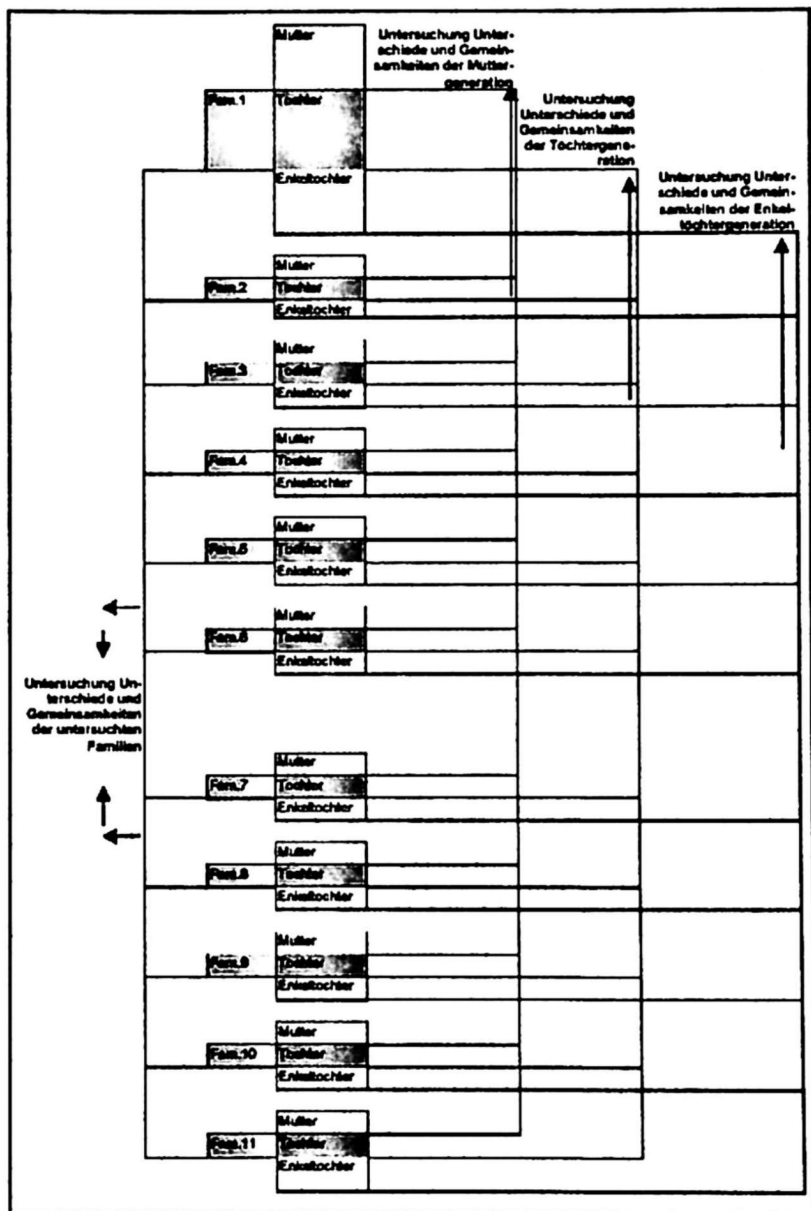 Mutter
Untersuchung Unter-
schiede und Gemein-
samkeiten der Mutter-
generation
Fam.1
Tochter
Untersuchung
Unterschiede und
Gemeinsamkeiten
der Töchtergene-
ration
Enkeltochter
Untersuchung Unter-
schiede und Gemein-
samkeiten der Enkel-
töchtergeneration
Mutter
Fam.2 Tochter
Enkeltochter
Mutter
Fam.3 Tochter
Enkeltochter
Mutter
Fam.4 Tochter
Enkeltochter
Mutter
Fam.5 Tochter
Enkeltochter
Mutter
Fam.6 Tochter
Enkeltochter
Untersuchung Un-
terschiede und
Gemeinsamkeiten
der untersuchten
Familien
Mutter
Fam.7 Tochter
Enkeltochter
Mutter
Fam.8 Tochter
Enkeltochter
Mutter
Fam.9 Tochter
Enkeltochter
Mutter
Fam.10 Tochter
Enkeltochter
Mutter
Fam.11 Tochter
Enkeltochter